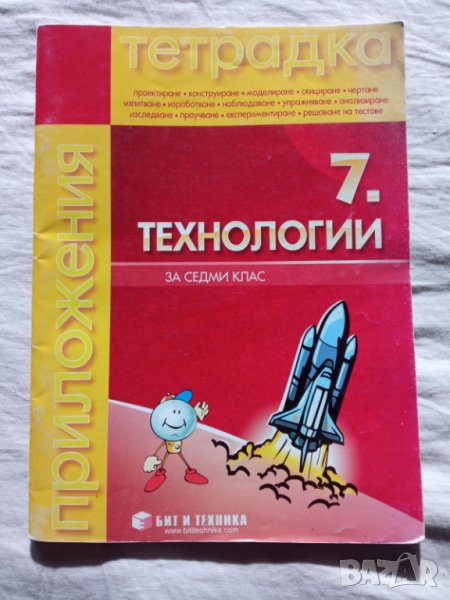 тетрадка
проектиране • конструиране • моделиране • скициране • чертане
изпитване • изработване • наблюдаване • упражняване • анализиране
изследване • проучване • експериментиране • решаване на тестове
приложения
7.
ТЕХНОЛОГИИ
ЗА СЕДМИ КЛАС
БИТ И ТЕХНИКА
www.bititechnika.com
BAZAR